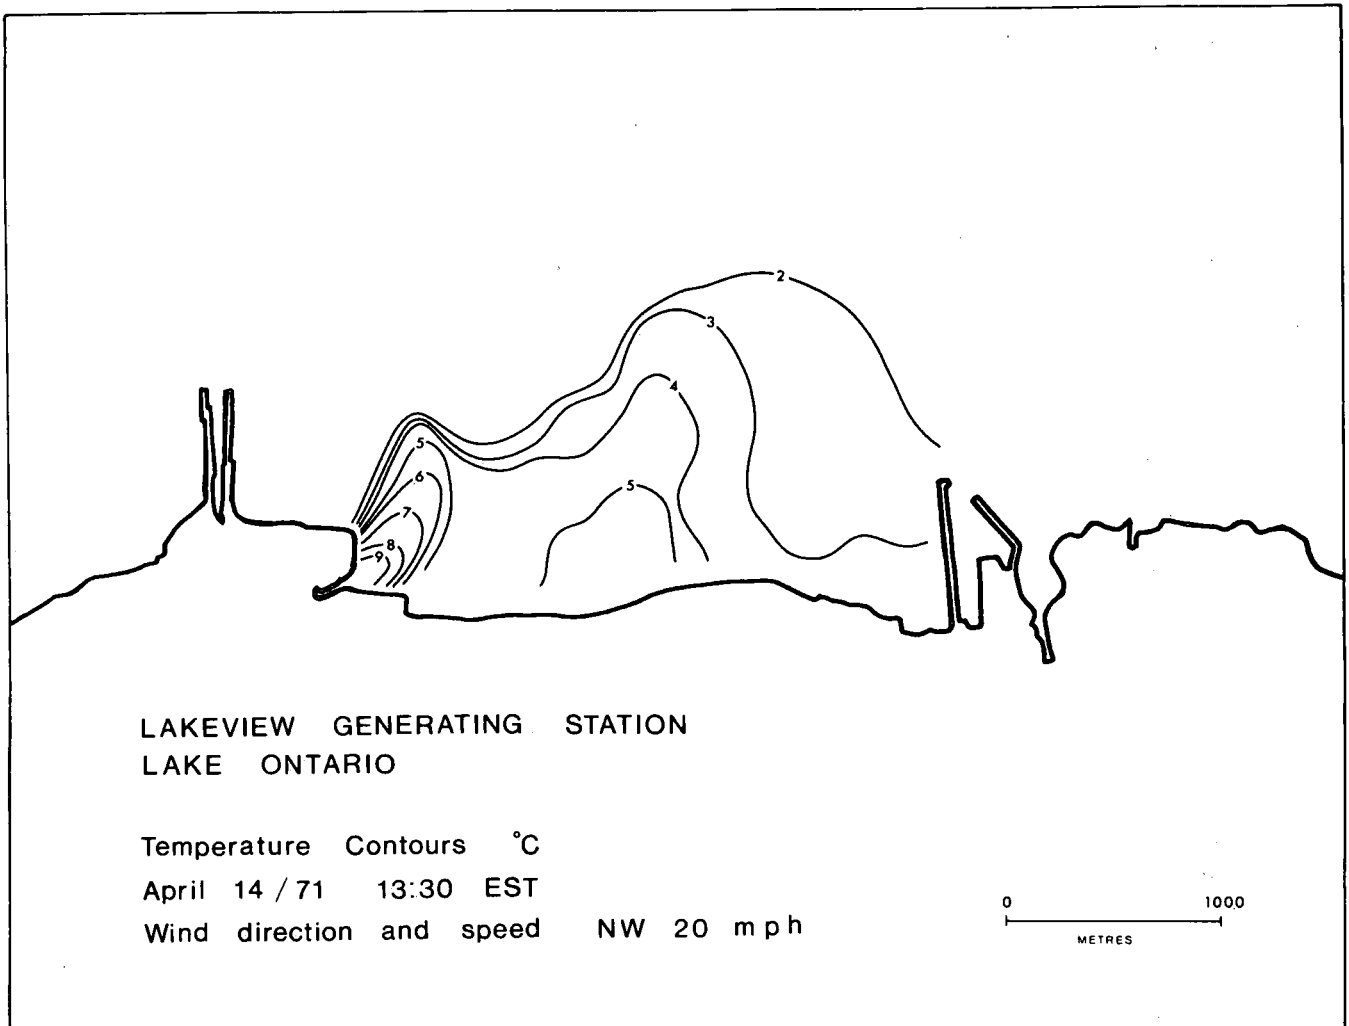 2
3
4
5
5
6
7
8
9
LAKEVIEW GENERATING STATION
LAKE ONTARIO
Temperature Contours °C
April 14 / 71 13:30 EST
Wind direction and speed NW 20 mph
0 1000
METRES